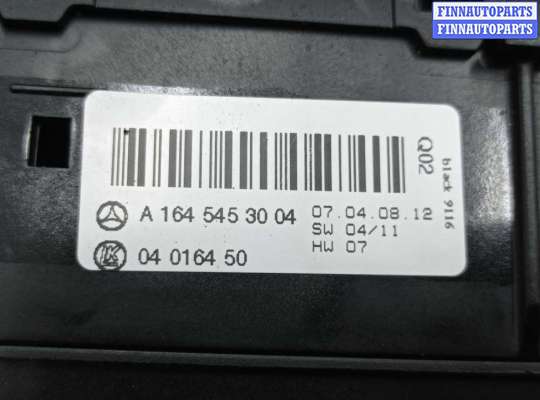 FINNAUTOPARTS
FINNAUTOPARTS
Q02
black 9116
A 164 545 30 04
07.04.08.12
SW 04/11
HW 07
K
04 0164 50